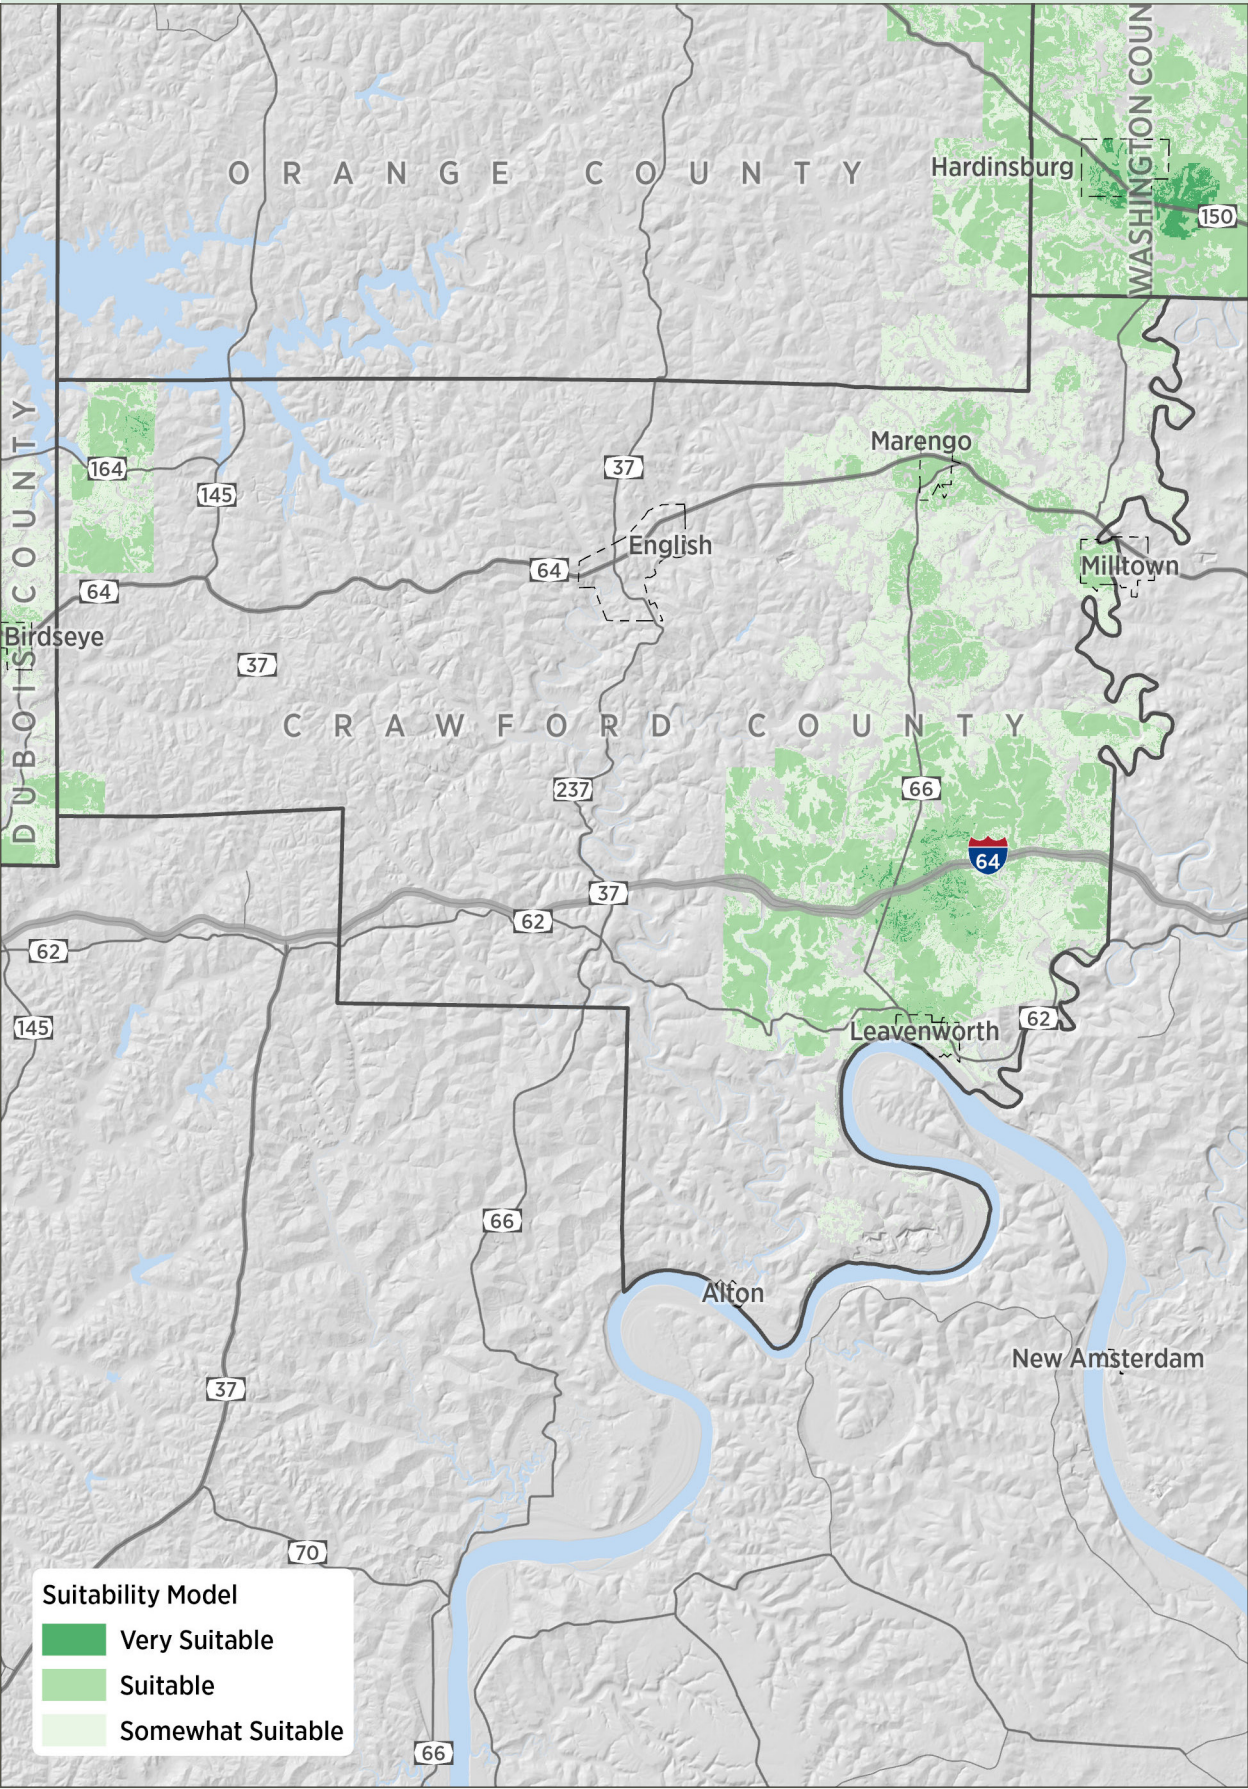 WASHINGTON COUN
ORANGE COUNTY
Hardinsburg
150
Marengo
37
164
145
DUBOIS COUNTY
English
64
Milltown
64
Birdseye
37
CRAWFORD COUNTY
237
66
64
37
62
62
145
Leavenworth
62
66
Alton
New Amsterdam
37
70
Suitability Model
Very Suitable
Suitable
Somewhat Suitable
66